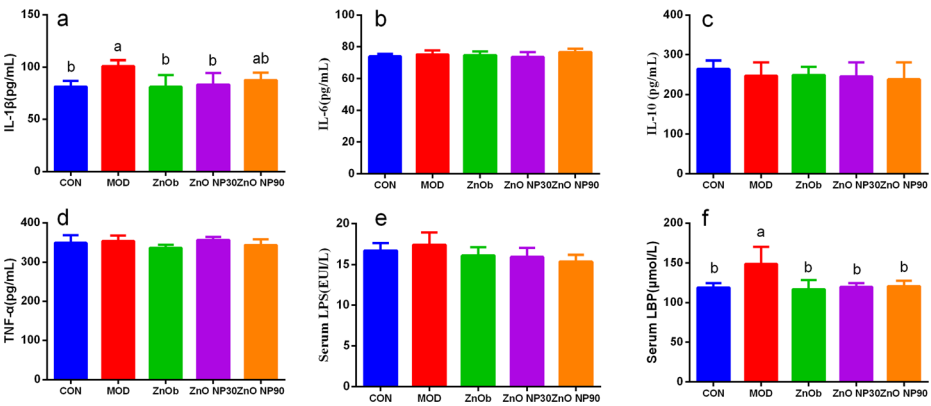 a
IL-1β(pg/mL)
150
100
50
0
b
a
b
b
ab
CON MOD ZnOb ZnO NP30 ZnO NP90
b
IL-6(pg/mL)
100
80
60
40
20
0
CON MOD ZnOb ZnO NP30 ZnO NP90
c
IL-10 (pg/mL)
400
300
200
100
0
CON MOD ZnOb ZnO NP30 ZnO NP90
d
TNF-α(pg/mL)
400
300
200
100
0
CON MOD ZnOb ZnO NP30 ZnO NP90
e
Serum LPS(EUI/L)
20
15
10
5
0
CON MOD ZnOb ZnO NP30 ZnO NP90
f
Serum LBP(μmol/L)
200
150
100
50
0
b
a
b
b
b
CON MOD ZnOb ZnO NP30 ZnO NP90